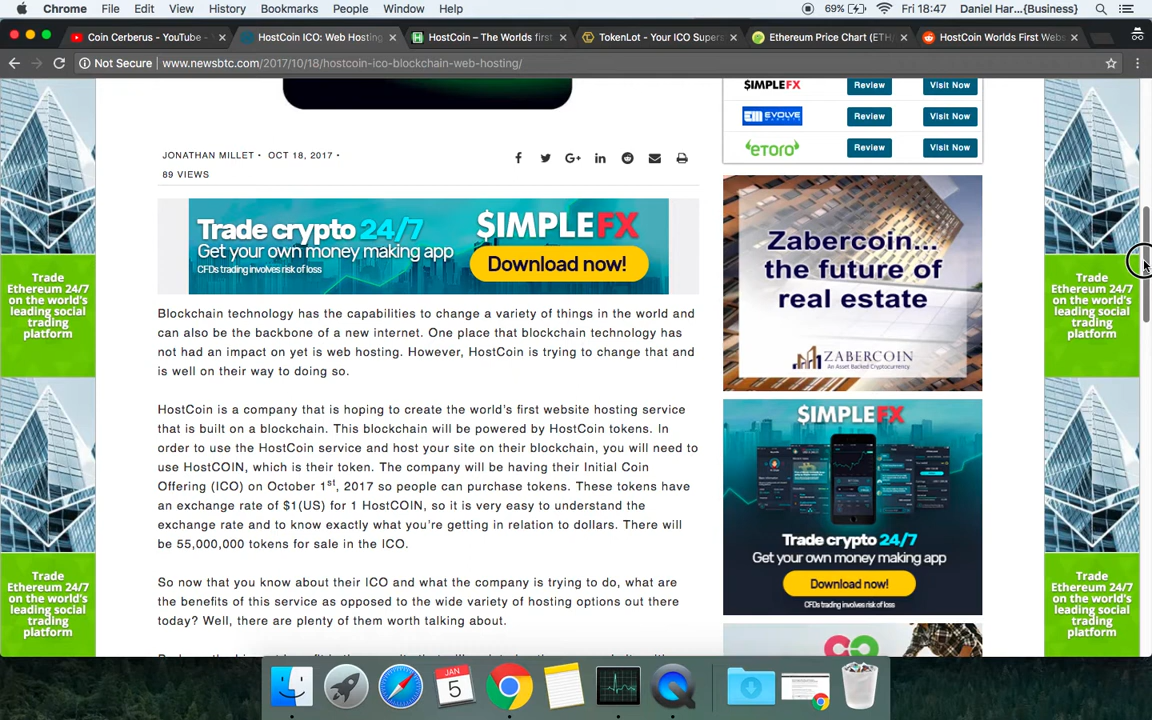 Chrome File Edit View History Bookmarks People Window Help 69% Fri 18:47 Daniel Har...{Business}
Coin Cerberus - YouTube - HostCoin ICO: Web Hosting HostCoin – The Worlds first TokenLot - Your ICO Super Ethereum Price Chart (ETH/ HostCoin Worlds First Web
Not Secure www.newsbtc.com/2017/10/18/hostcoin-ico-blockchain-web-hosting/
$IMPLEFX Review Visit Now
EVOLVE MARKETS Review Visit Now
eToro Review Visit Now
JONATHAN MILLET • OCT 18, 2017 •
89 VIEWS
Trade crypto 24/7
Get your own money making app
CFDs trading involves risk of loss
$IMPLEFX
Download now!
Blockchain technology has the capabilities to change a variety of things in the world and
can also be the backbone of a new internet. One place that blockchain technology has
not had an impact on yet is web hosting. However, HostCoin is trying to change that and
is well on their way to doing so.
HostCoin is a company that is hoping to create the world's first website hosting service
that is built on a blockchain. This blockchain will be powered by HostCoin tokens. In
order to use the HostCoin service and host your site on their blockchain, you will need to
use HostCOIN, which is their token. The company will be having their Initial Coin
Offering (ICO) on October 1st, 2017 so people can purchase tokens. These tokens have
an exchange rate of $1(US) for 1 HostCOIN, so it is very easy to understand the
exchange rate and to know exactly what you're getting in relation to dollars. There will
be 55,000,000 tokens for sale in the ICO.
So now that you know about their ICO and what the company is trying to do, what are
the benefits of this service as opposed to the wide variety of hosting options out there
today? Well, there are plenty of them worth talking about.
Zabercoin...
the future of
real estate
ZABERCOIN
An Asset Backed Cryptocurrency
$IMPLEFX
Trade crypto 24/7
Get your own money making app
Download now!
CFDs trading involves risk of loss
Trade
Ethereum 24/7
on the world's
leading social
trading
platform
Trade
Ethereum 24/7
on the world's
leading social
trading
platform
Trade
Ethereum 24/7
on the world's
leading social
trading
platform
Trade
Ethereum 24/7
on the world's
leading social
trading
platform
JAN
5